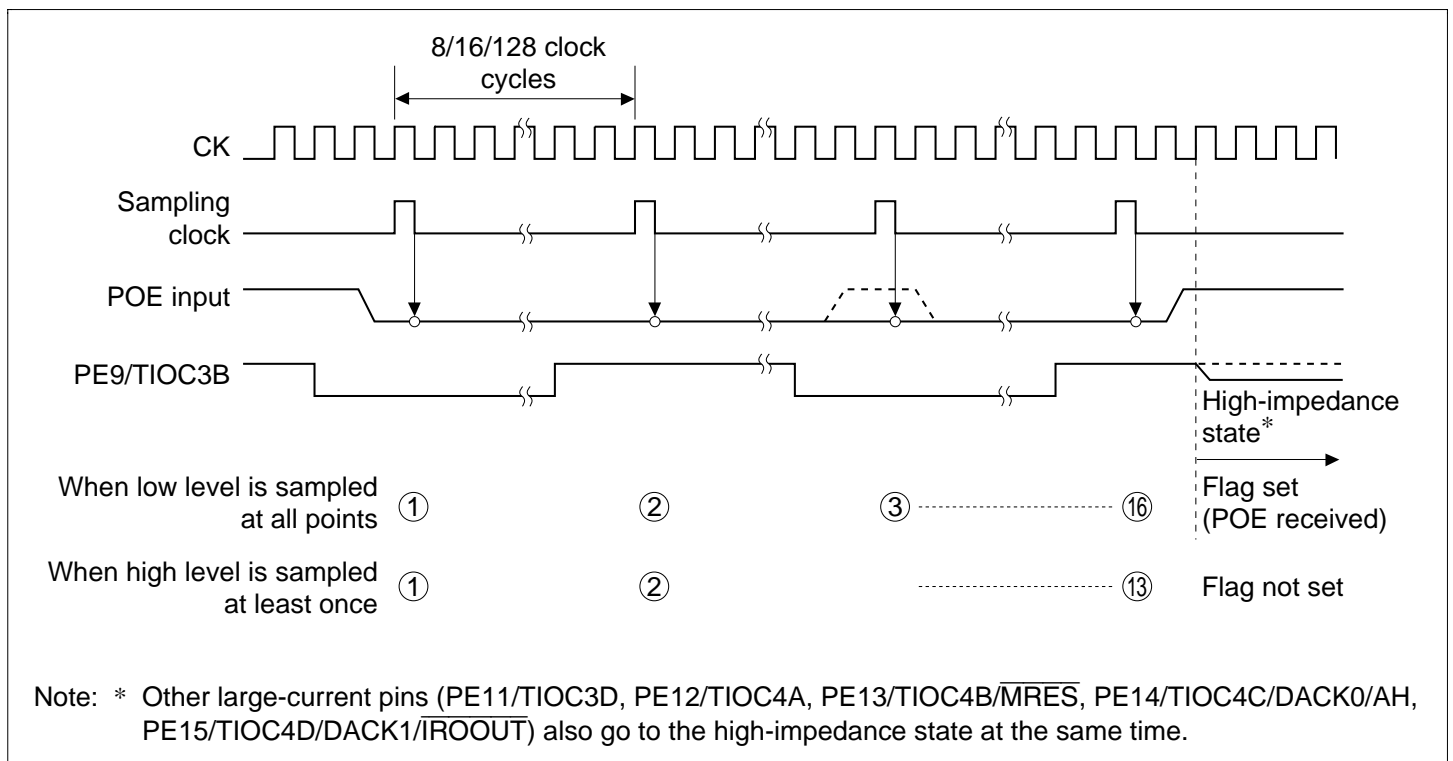 8/16/128 clock
cycles
CK
Sampling
clock
POE input
PE9/TIOC3B
High-impedance
state*
When low level is sampled
at all points
① ② ③ ⑯
Flag set
(POE received)
When high level is sampled
at least once
① ② ⑬
Flag not set
Note: * Other large-current pins (PE11/TIOC3D, PE12/TIOC4A, PE13/TIOC4B/MRES, PE14/TIOC4C/DACK0/AH,
PE15/TIOC4D/DACK1/IROOUT) also go to the high-impedance state at the same time.